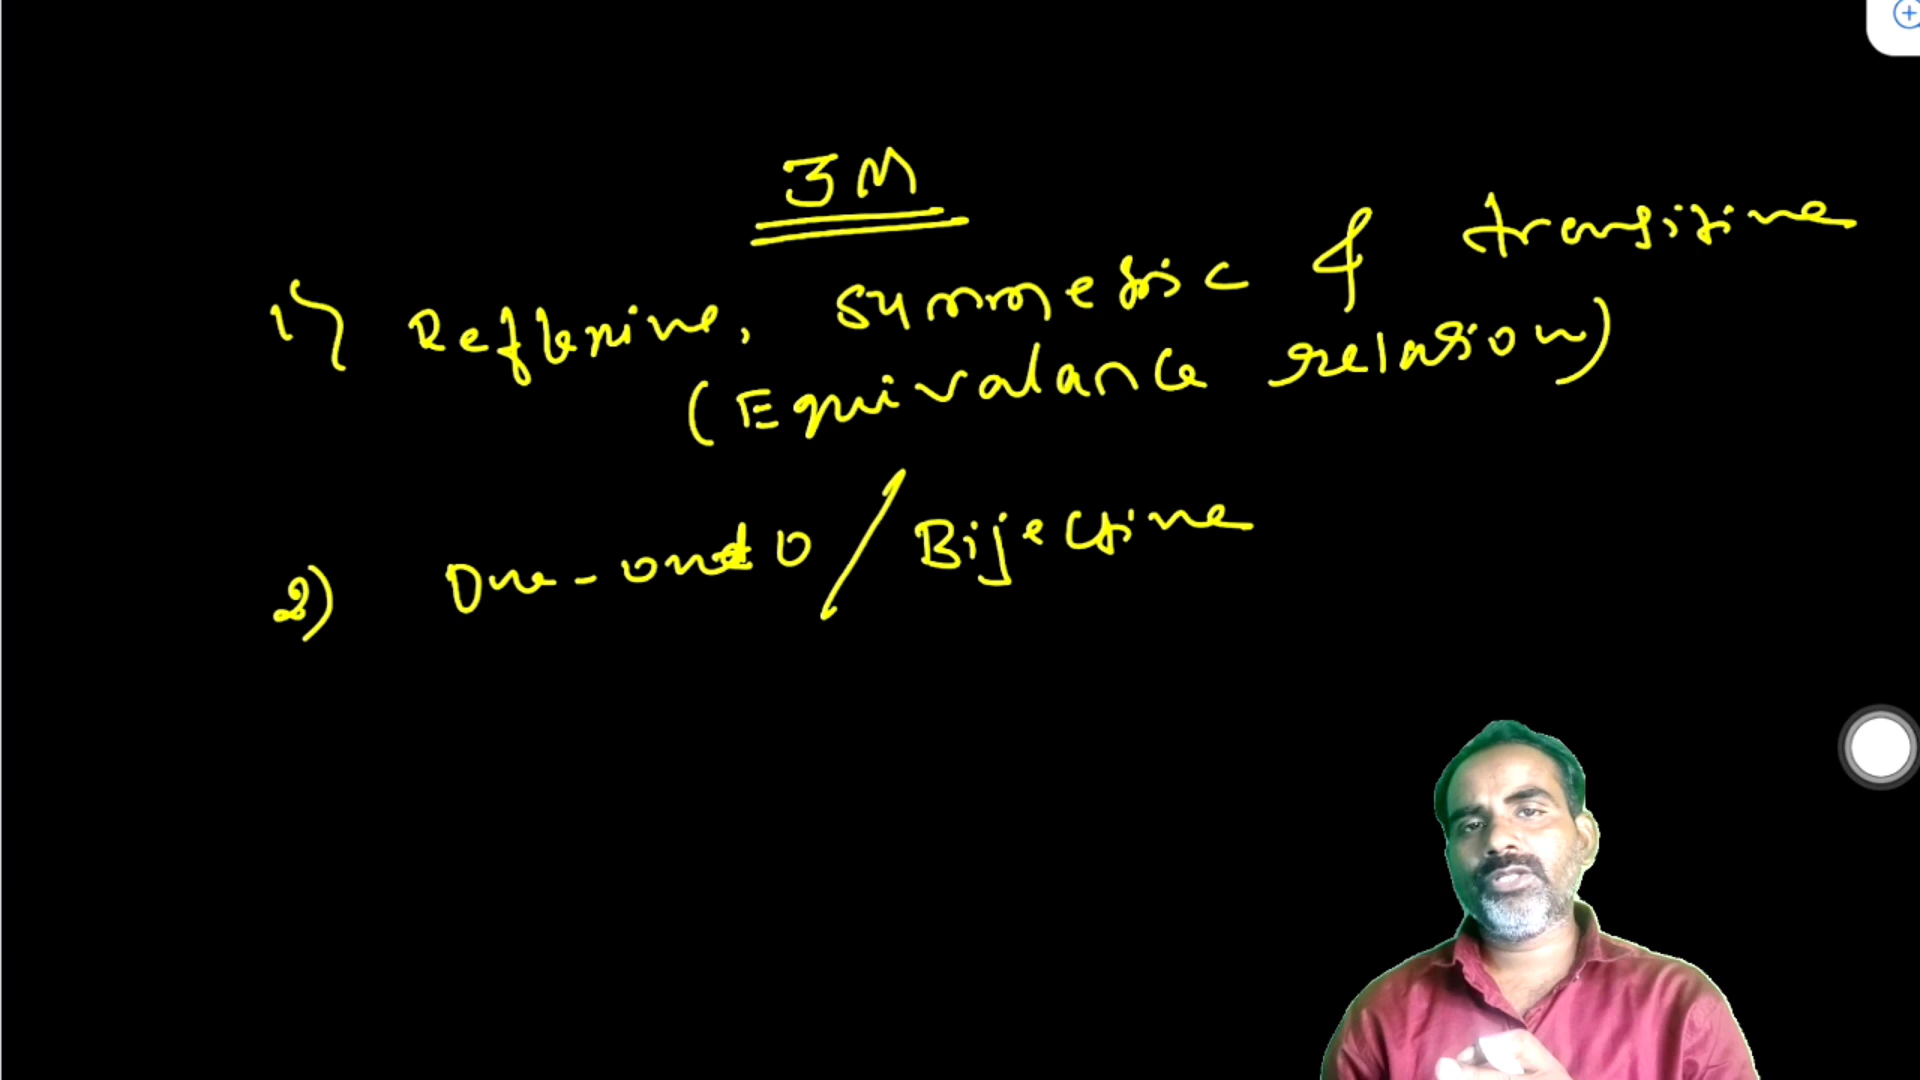 3M
1) Reflexive, symmetric & transitive
(Equivalance relation)
2) One-onto / Bijective